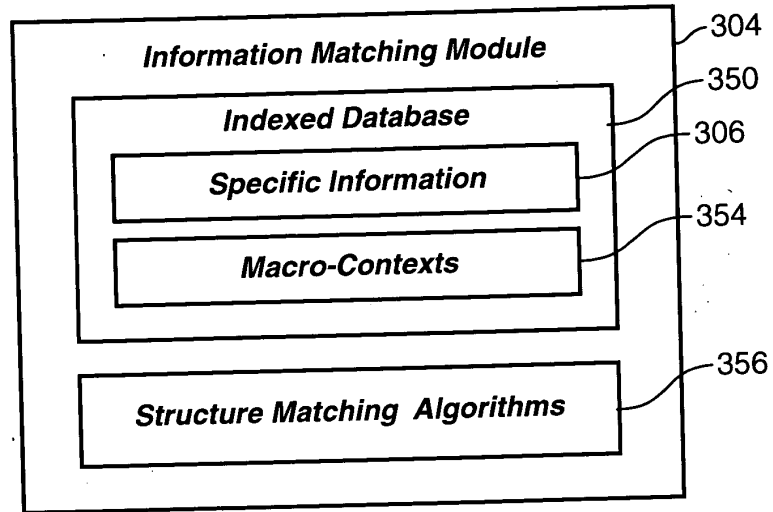 Information Matching Module
304
Indexed Database
350
Specific Information
306
Macro-Contexts
354
Structure Matching Algorithms
356